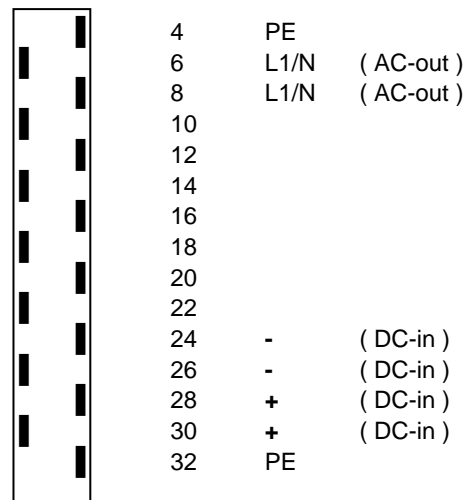 4 PE
6 L1/N ( AC-out )
8 L1/N ( AC-out )
10
12
14
16
18
20
22
24 - ( DC-in )
26 - ( DC-in )
28 + ( DC-in )
30 + ( DC-in )
32 PE